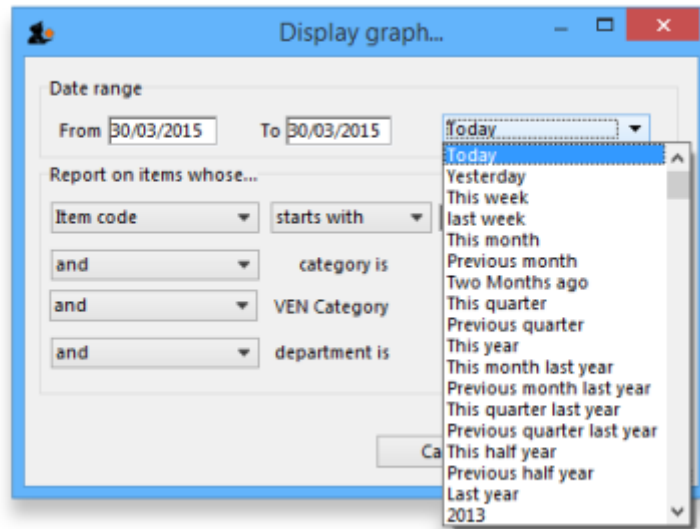 Display graph...
Date range
From 30/03/2015 To 30/03/2015 Today
Report on items whose...
Item code starts with
and category is
and VEN Category
and department is
Ca
Today
Yesterday
This week
last week
This month
Previous month
Two Months ago
This quarter
Previous quarter
This year
This month last year
Previous month last year
This quarter last year
Previous quarter last year
This half year
Previous half year
Last year
2013